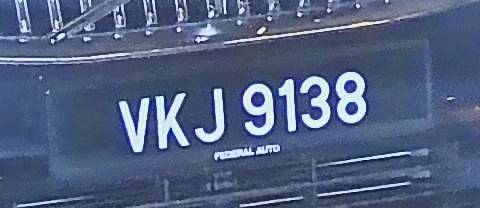 VKJ 9138
FEDERAL AUTO